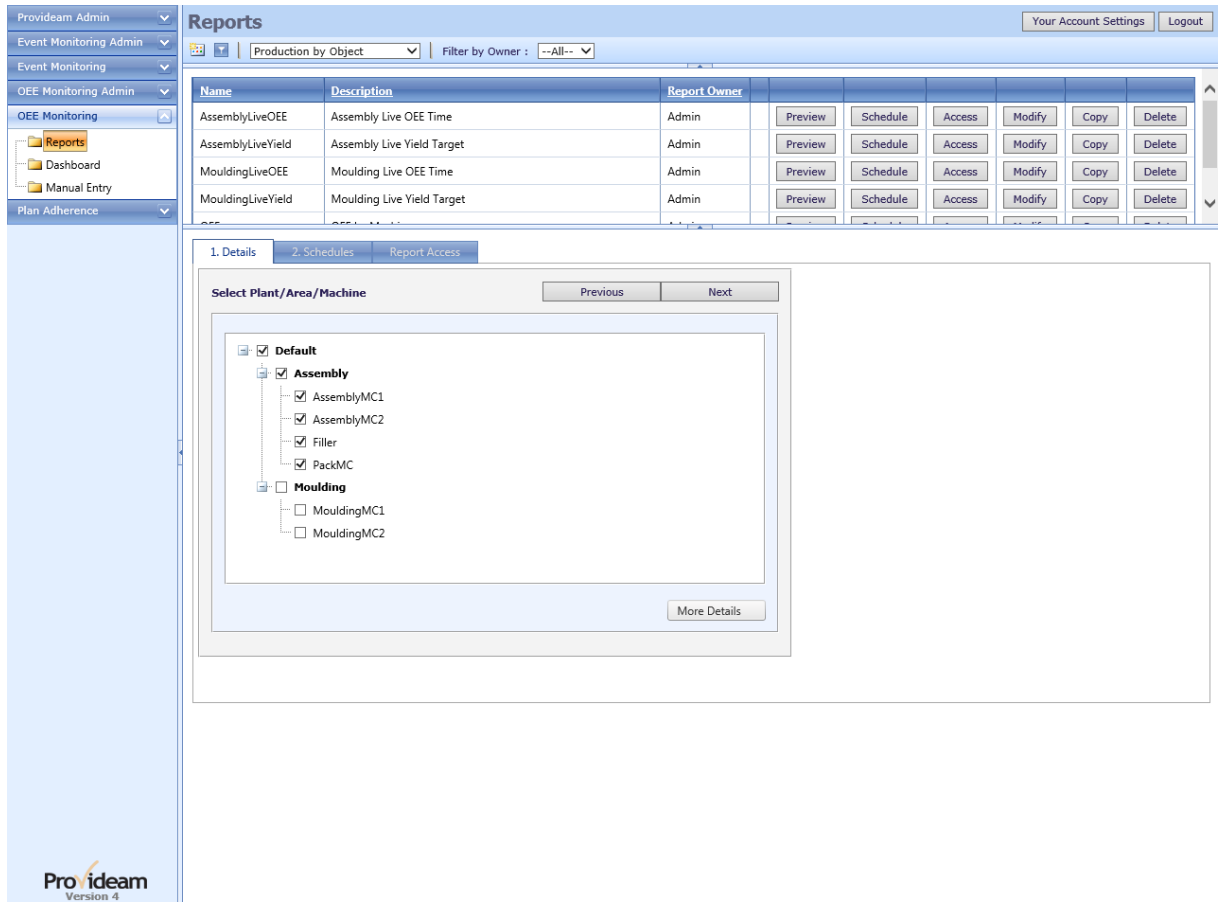 Provideam Admin
Event Monitoring Admin
Event Monitoring
OEE Monitoring Admin
OEE Monitoring
Reports
Dashboard
Manual Entry
Plan Adherence
Provideam
Version 4
Reports
Your Account Settings Logout
Production by Object Filter by Owner : --All--
Name Description Report Owner
AssemblyLiveOEE Assembly Live OEE Time Admin Preview Schedule Access Modify Copy Delete
AssemblyLiveYield Assembly Live Yield Target Admin Preview Schedule Access Modify Copy Delete
MouldingLiveOEE Moulding Live OEE Time Admin Preview Schedule Access Modify Copy Delete
MouldingLiveYield Moulding Live Yield Target Admin Preview Schedule Access Modify Copy Delete
1. Details 2. Schedules Report Access
Select Plant/Area/Machine Previous Next
Default
Assembly
AssemblyMC1
AssemblyMC2
Filler
PackMC
Moulding
MouldingMC1
MouldingMC2
More Details